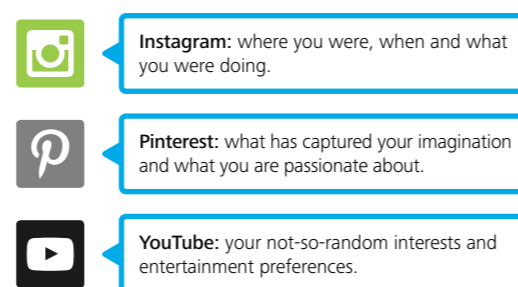 Instagram: where you were, when and what
you were doing.
Pinterest: what has captured your imagination
and what you are passionate about.
YouTube: your not-so-random interests and
entertainment preferences.